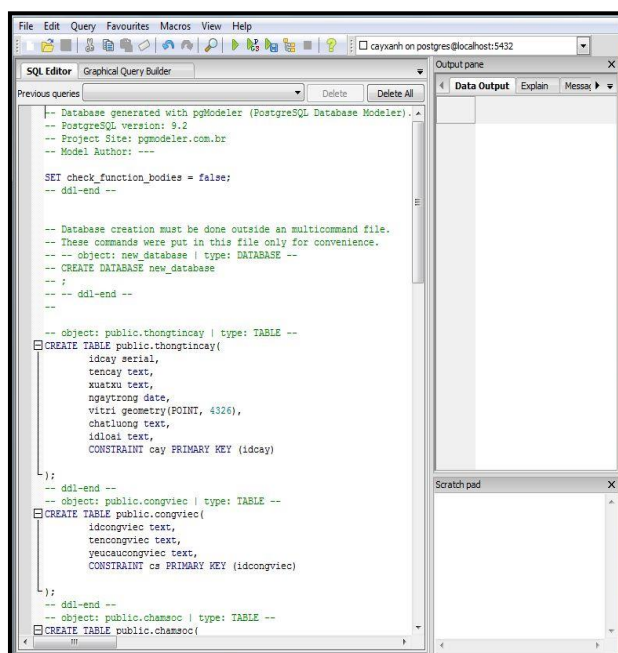 File Edit Query Favourites Macros View Help
cayxanh on postgres@localhost:5432
SQL Editor Graphical Query Builder
Previous queries Delete Delete All
-- Database generated with pgModeler (PostgreSQL Database Modeler).
-- PostgreSQL version: 9.2
-- Project Site: pgmodeler.com.br
-- Model Author: ---
SET check_function_bodies = false;
-- ddl-end --
-- Database creation must be done outside an multicommand file.
-- These commands were put in this file only for convenience.
-- -- object: new_database | type: DATABASE --
-- CREATE DATABASE new_database
-- ;
-- -- ddl-end --
--
-- object: public.thongtincay | type: TABLE --
CREATE TABLE public.thongtincay(
idcay serial,
tencay text,
xuatxu text,
ngaytrong date,
vitri geometry(POINT, 4326),
chatluong text,
idloai text,
CONSTRAINT cay PRIMARY KEY (idcay)
);
-- ddl-end --
-- object: public.congviec | type: TABLE --
CREATE TABLE public.congviec(
idcongviec text,
tencongviec text,
yeucaucongviec text,
CONSTRAINT cs PRIMARY KEY (idcongviec)
);
-- ddl-end --
-- object: public.chamsoc | type: TABLE --
CREATE TABLE public.chamsoc(
Output pane
Data Output Explain Messag
Scratch pad